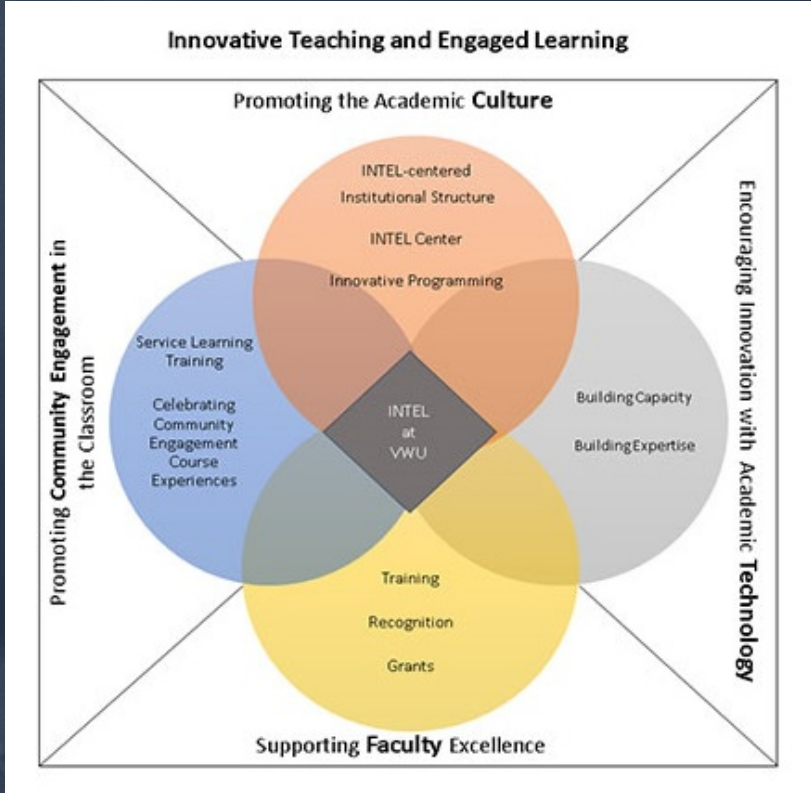 Innovative Teaching and Engaged Learning
Promoting the Academic Culture
INTEL-centered
Institutional Structure
INTEL Center
Innovative Programming
Promoting Community Engagement in
the Classroom
Service Learning
Training
Celebrating
Community
Engagement
Course
Experiences
INTEL
at
VWU
Building Capacity
Building Expertise
Encouraging Innovation with Academic Technology
Training
Recognition
Grants
Supporting Faculty Excellence